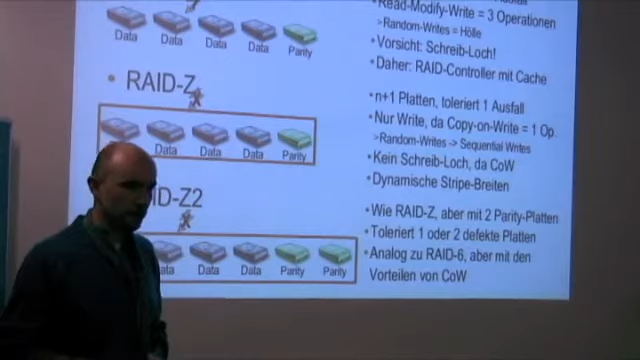 Data Data Data Data Parity
• RAID-Z
Data Data Data Parity
ID-Z2
ata Data Data Parity Parity
Read-Modify-Write = 3 Operationen
>Random-Writes = Hölle
•Vorsicht: Schreib-Loch!
•Daher: RAID-Controller mit Cache
•n+1 Platten, toleriert 1 Ausfall
•Nur Write, da Copy-on-Write = 1 Op.
>Random-Writes -> Sequential Writes
•Kein Schreib-Loch, da CoW
•Dynamische Stripe-Breiten
•Wie RAID-Z, aber mit 2 Parity-Platten
•Toleriert 1 oder 2 defekte Platten
•Analog zu RAID-6, aber mit den
Vorteilen von CoW